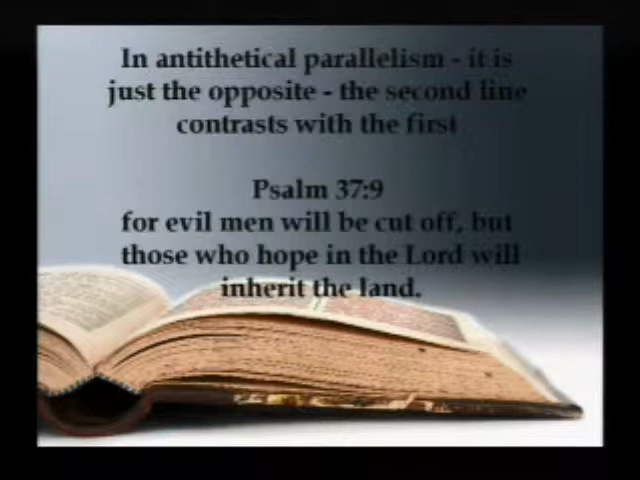 In antithetical parallelism - it is
just the opposite - the second line
contrasts with the first
Psalm 37:9
for evil men will be cut off, but
those who hope in the Lord will
inherit the land.